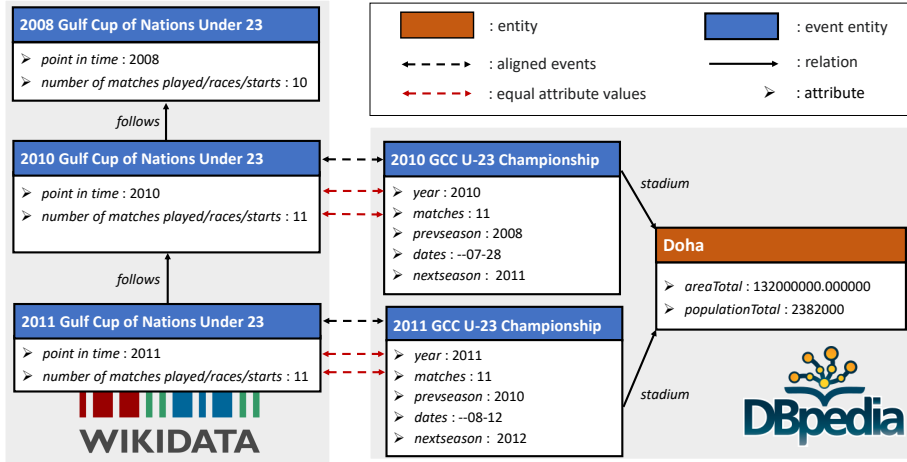 2008 Gulf Cup of Nations Under 23
➢ point in time : 2008
➢ number of matches played/races/starts : 10
follows
2010 Gulf Cup of Nations Under 23
➢ point in time : 2010
➢ number of matches played/races/starts : 11
follows
2011 Gulf Cup of Nations Under 23
➢ point in time : 2011
➢ number of matches played/races/starts : 11
WIKIDATA
: entity
: event entity
: aligned events
: relation
: equal attribute values
➢ : attribute
2010 GCC U-23 Championship
➢ year : 2010
➢ matches : 11
➢ prevseason : 2008
➢ dates : --07-28
➢ nextseason : 2011
stadium
2011 GCC U-23 Championship
➢ year : 2011
➢ matches : 11
➢ prevseason : 2010
➢ dates : --08-12
➢ nextseason : 2012
stadium
Doha
➢ areaTotal : 132000000.000000
➢ populationTotal : 2382000
DBpedia